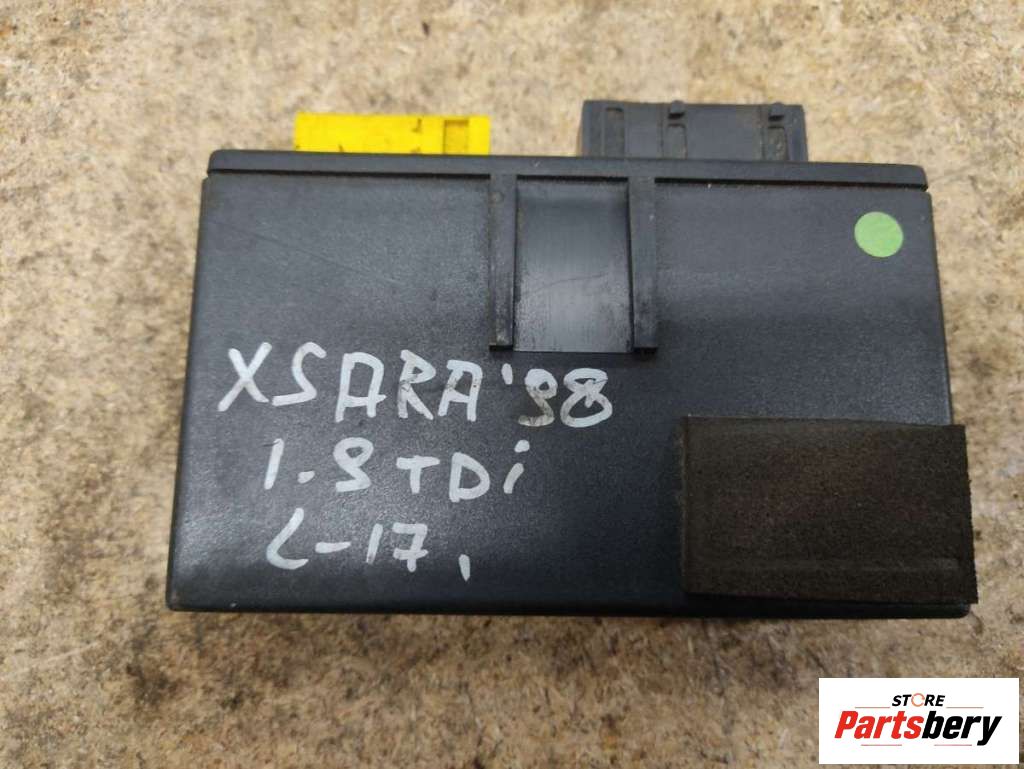 XSARA '98
1.9 TDi
L-17,
STORE
Partsbery